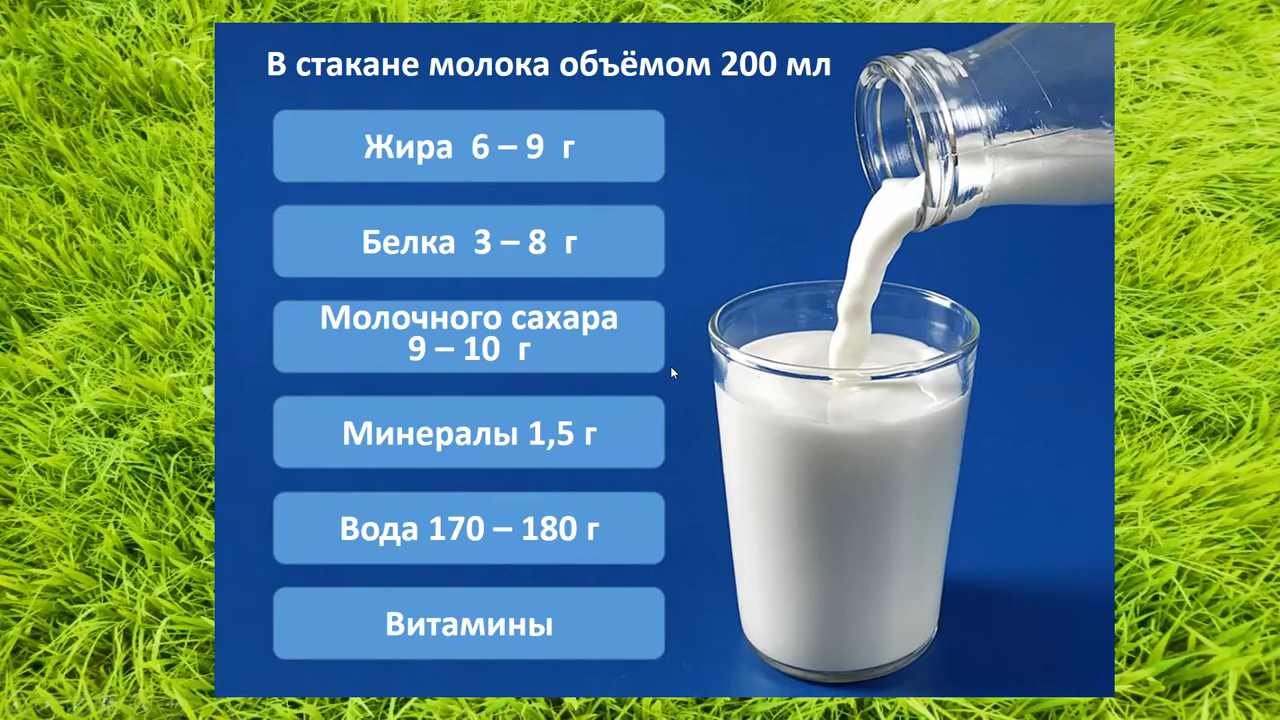 В стакане молока объёмом 200 мл
Жира 6 – 9 г
Белка 3 – 8 г
Молочного сахара
9 – 10 г
Минералы 1,5 г
Вода 170 – 180 г
Витамины